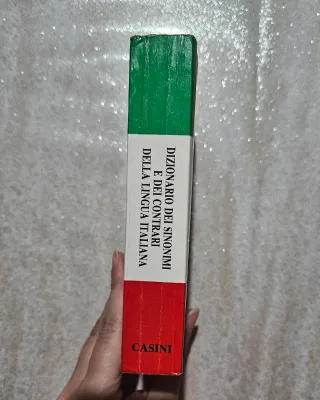 DIZIONARIO DEI SINONIMI
E DEI CONTRARI
DELLA LINGUA ITALIANA
CASINI